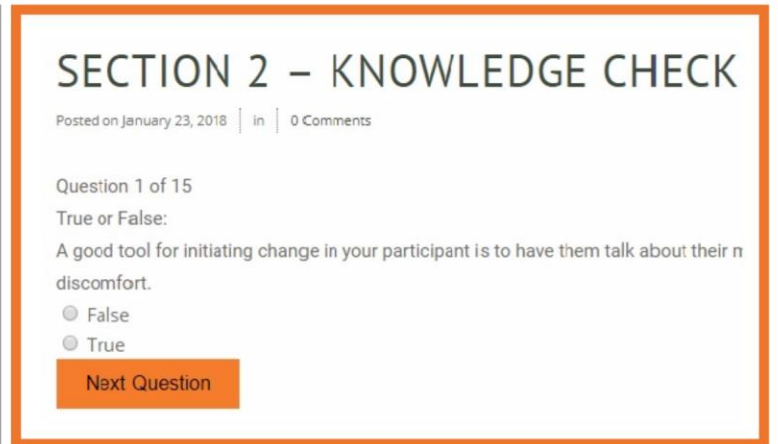 SECTION 2 – KNOWLEDGE CHECK
Posted on January 23, 2018 in 0 Comments
Question 1 of 15
True or False:
A good tool for initiating change in your participant is to have them talk about their
discomfort.
False
True
Next Question